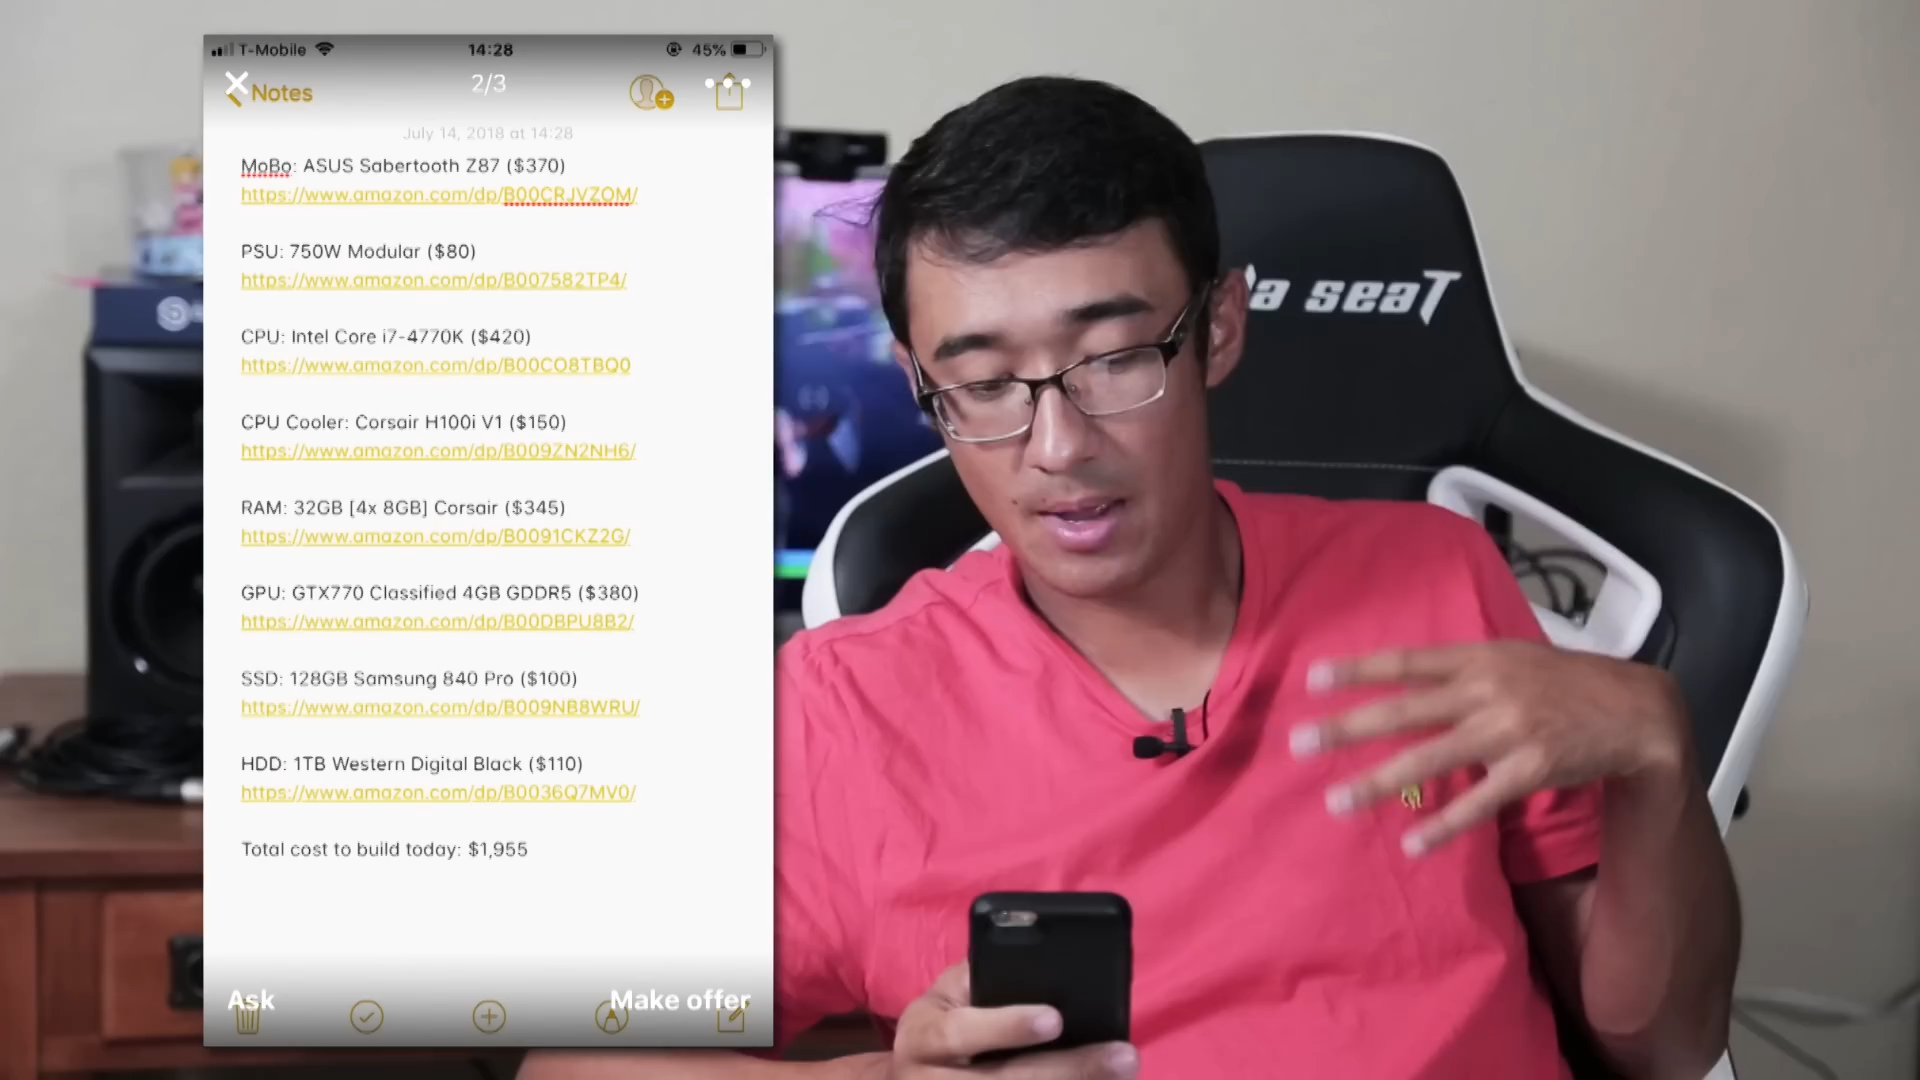 T-Mobile 14:28 45%
Notes 2/3
July 14, 2018 at 14:28
MoBo: ASUS Sabertooth Z87 ($370)
https://www.amazon.com/dp/B00CRJVZOM/
PSU: 750W Modular ($80)
https://www.amazon.com/dp/B007582TP4/
CPU: Intel Core i7-4770K ($420)
https://www.amazon.com/dp/B00CO8TBQ0
CPU Cooler: Corsair H100i V1 ($150)
https://www.amazon.com/dp/B009ZN2NH6/
RAM: 32GB [4x 8GB] Corsair ($345)
https://www.amazon.com/dp/B0091CKZ2G/
GPU: GTX770 Classified 4GB GDDR5 ($380)
https://www.amazon.com/dp/B00DBPU8B2/
SSD: 128GB Samsung 840 Pro ($100)
https://www.amazon.com/dp/B009NB8WRU/
HDD: 1TB Western Digital Black ($110)
https://www.amazon.com/dp/B0036Q7MV0/
Total cost to build today: $1,955
Ask Make offer
a seaT